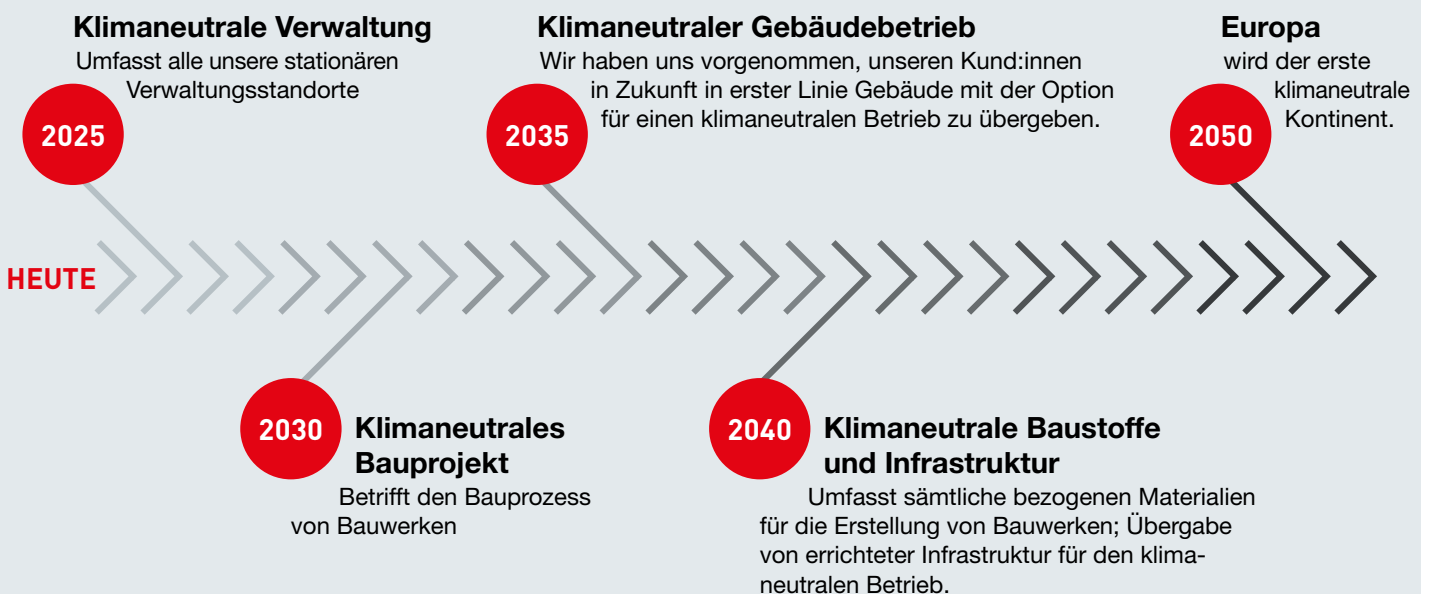 Klimaneutrale Verwaltung
Umfasst alle unsere stationären
Verwaltungsstandorte
2025
Klimaneutraler Gebäudebetrieb
Wir haben uns vorgenommen, unseren Kund:innen
in Zukunft in erster Linie Gebäude mit der Option
für einen klimaneutralen Betrieb zu übergeben.
2035
Europa
wird der erste
klimaneutrale
Kontinent.
2050
HEUTE
2030
Klimaneutrales
Bauprojekt
Betrifft den Bauprozess
von Bauwerken
2040
Klimaneutrale Baustoffe
und Infrastruktur
Umfasst sämtliche bezogenen Materialien
für die Erstellung von Bauwerken; Übergabe
von errichteter Infrastruktur für den klima-
neutralen Betrieb.